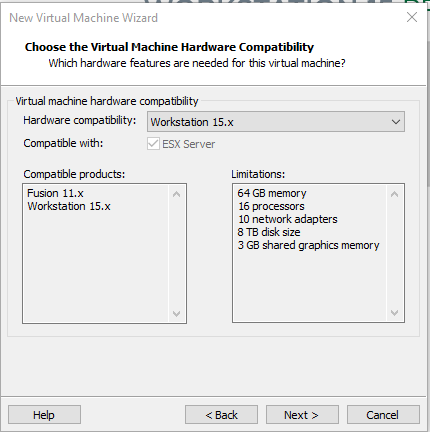 WORKSTATION 15
New Virtual Machine Wizard
Choose the Virtual Machine Hardware Compatibility
Which hardware features are needed for this virtual machine?
Virtual machine hardware compatibility
Hardware compatibility: Workstation 15.x
Compatible with: ESX Server
Compatible products:
Fusion 11.x
Workstation 15.x
Limitations:
64 GB memory
16 processors
10 network adapters
8 TB disk size
3 GB shared graphics memory
Help < Back Next > Cancel